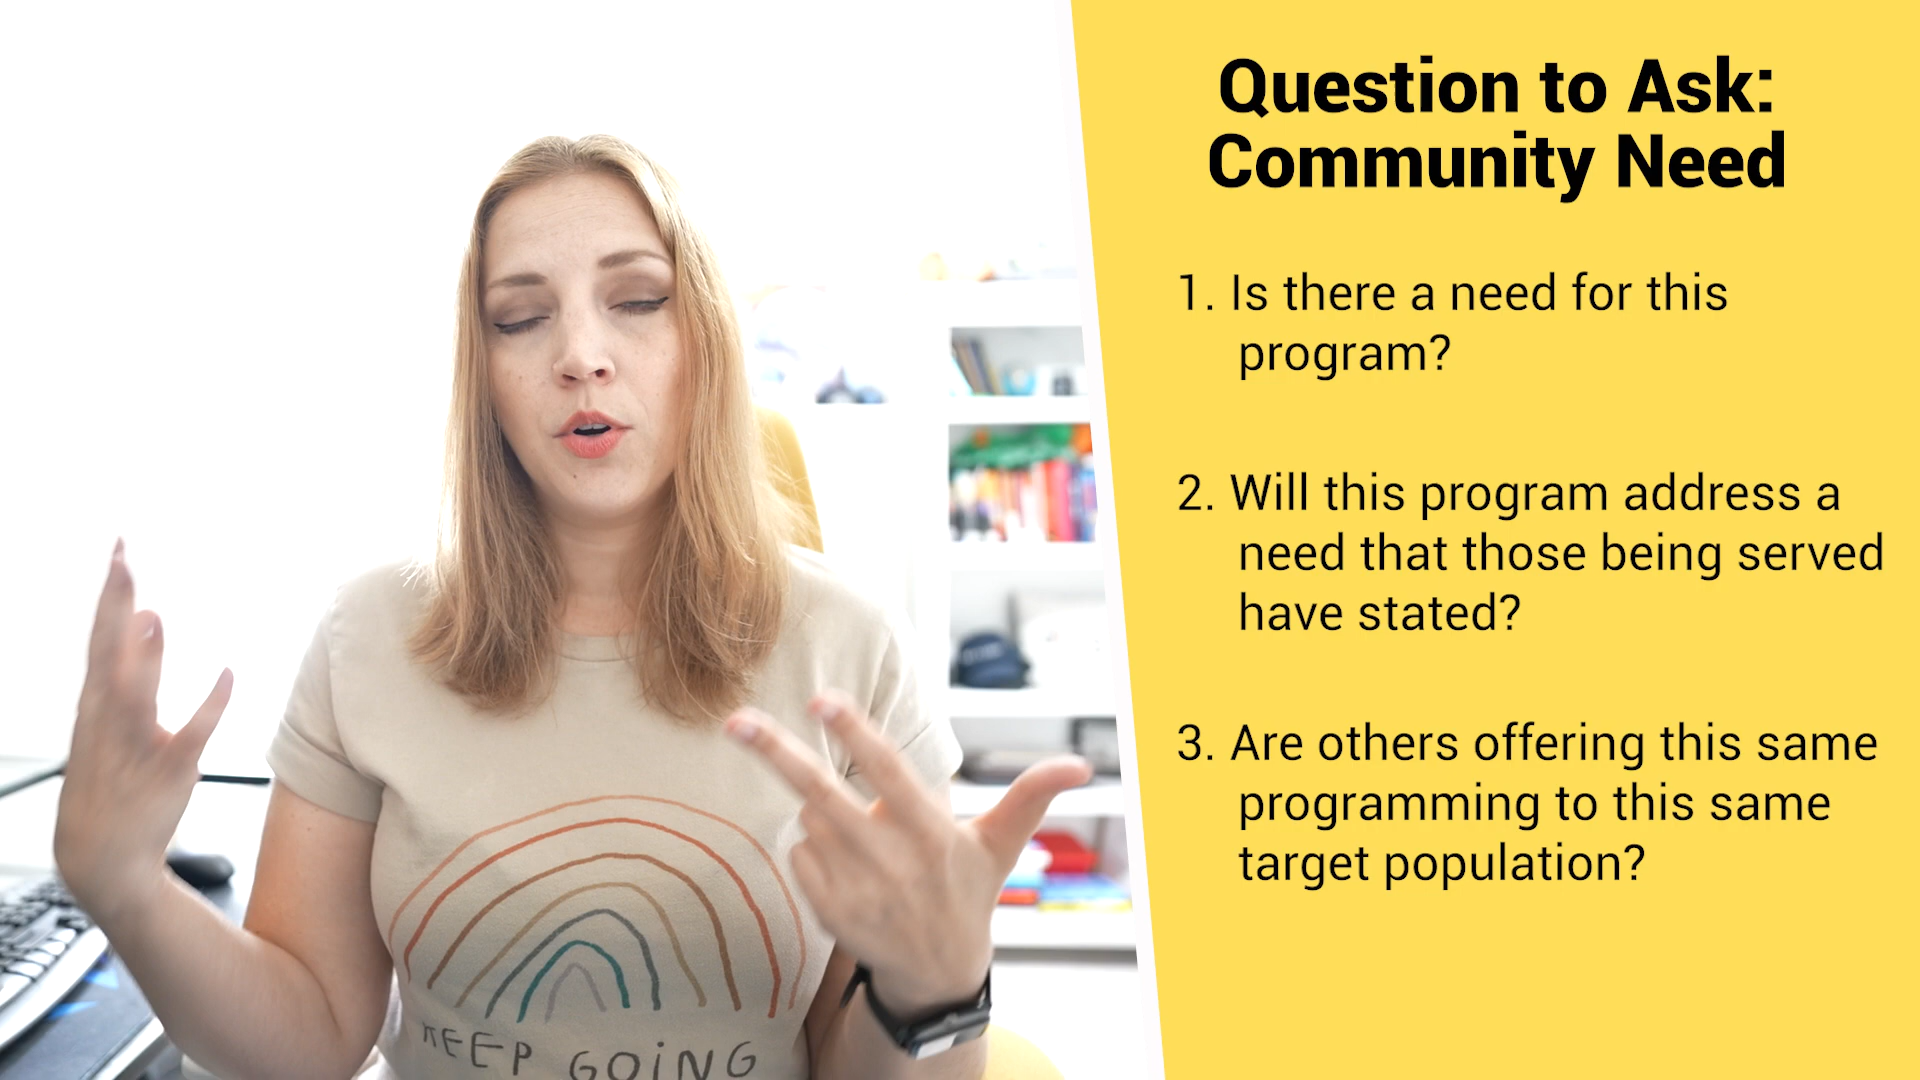 Question to Ask:
Community Need
1. Is there a need for this
program?
2. Will this program address a
need that those being served
have stated?
3. Are others offering this same
programming to this same
target population?
KEEP GOING